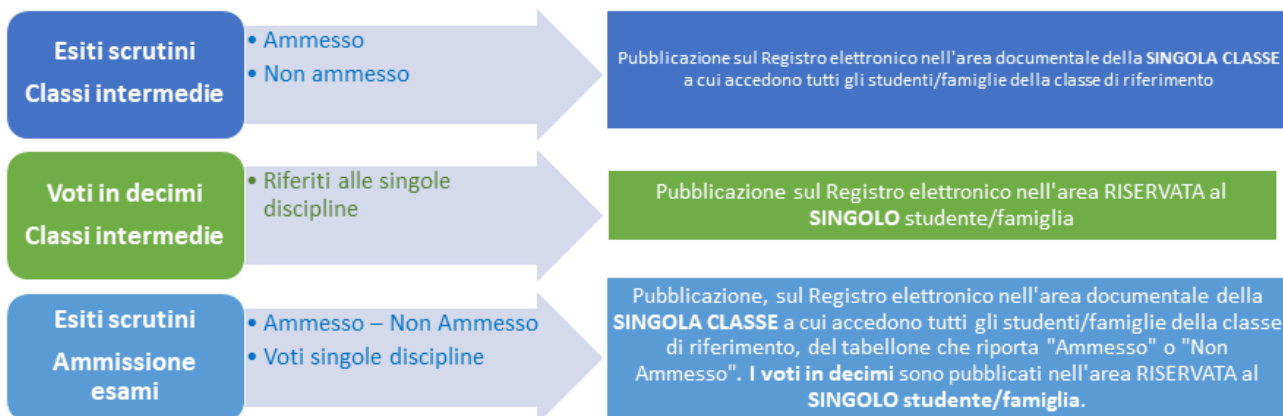 Esiti scrutini
Classi intermedie
• Ammesso
• Non ammesso
Pubblicazione sul Registro elettronico nell'area documentale della SINGOLA CLASSE
a cui accedono tutti gli studenti/famiglie della classe di riferimento
Voti in decimi
Classi intermedie
• Riferiti alle singole
discipline
Pubblicazione sul Registro elettronico nell'area RISERVATA al
SINGOLO studente/famiglia
Esiti scrutini
Ammissione
esami
• Ammesso – Non Ammesso
• Voti singole discipline
Pubblicazione, sul Registro elettronico nell'area documentale della
SINGOLA CLASSE a cui accedono tutti gli studenti/famiglie della classe
di riferimento, del tabellone che riporta "Ammesso" o "Non
Ammesso". I voti in decimi sono pubblicati nell'area RISERVATA al
SINGOLO studente/famiglia.